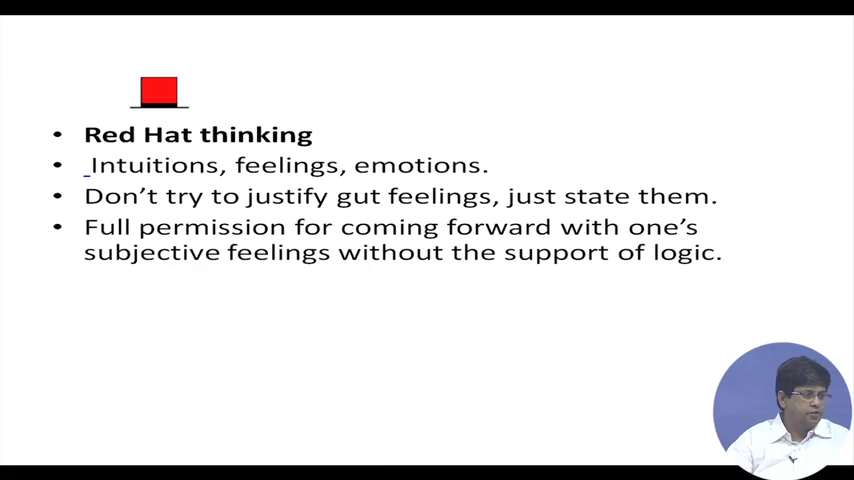 • Red Hat thinking
• Intuitions, feelings, emotions.
• Don’t try to justify gut feelings, just state them.
• Full permission for coming forward with one’s
subjective feelings without the support of logic.